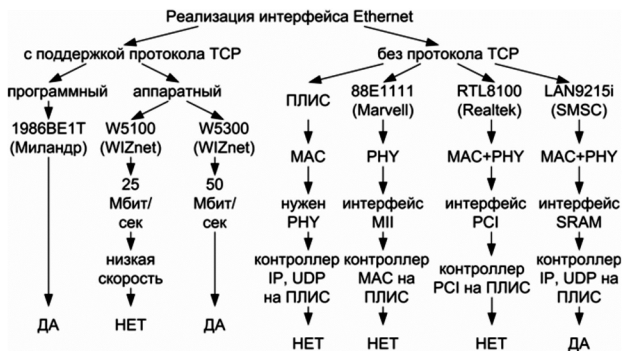 Реализация интерфейса Ethernet
с поддержкой протокола TCP
без протокола TCP
программный
аппаратный
1986ВЕ1Т
(Миландр)
ДА
W5100
(WIZnet)
25
Мбит/
сек
низкая
скорость
НЕТ
W5300
(WIZnet)
50
Мбит/
сек
ДА
ПЛИС
MAC
нужен
PHY
контроллер
IP, UDP
на ПЛИС
НЕТ
88E1111
(Marvell)
PHY
интерфейс
MII
контроллер
MAC на
ПЛИС
НЕТ
RTL8100
(Realtek)
MAC+PHY
интерфейс
PCI
контроллер
PCI на ПЛИС
НЕТ
LAN9215i
(SMSC)
MAC+PHY
интерфейс
SRAM
контроллер
IP, UDP на
ПЛИС
ДА